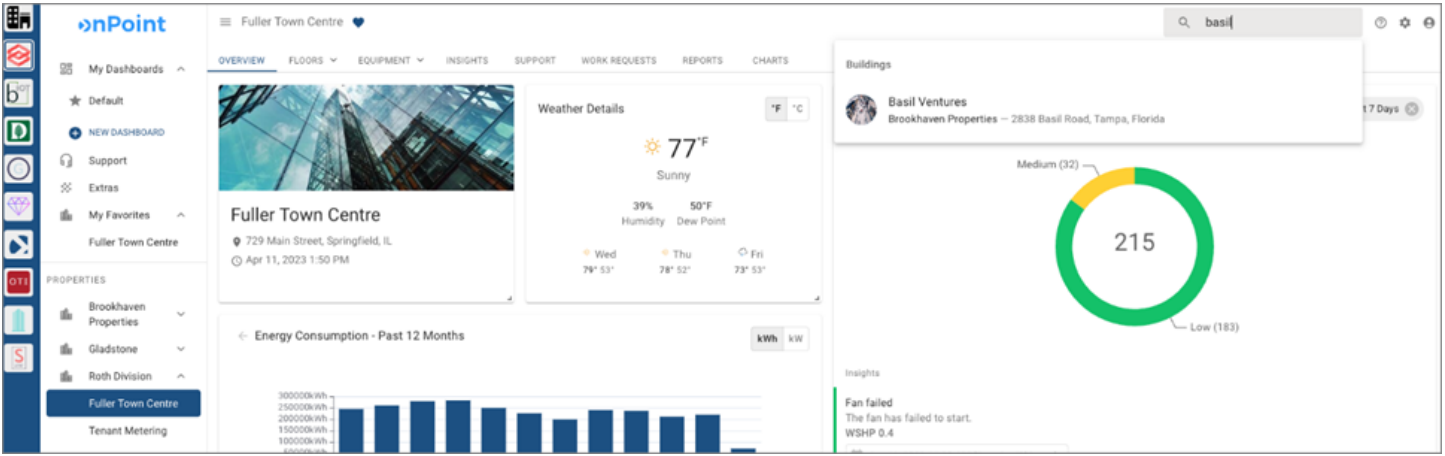 onPoint
Fuller Town Centre
basil
My Dashboards
Default
NEW DASHBOARD
Support
Extras
My Favorites
Fuller Town Centre
PROPERTIES
Brookhaven
Properties
Gladstone
Roth Division
Fuller Town Centre
Tenant Metering
OTI
OVERVIEW FLOORS EQUIPMENT INSIGHTS SUPPORT WORK REQUESTS REPORTS CHARTS
Fuller Town Centre
729 Main Street, Springfield, IL
Apr 11, 2023 1:50 PM
Weather Details
°F °C
77°F
Sunny
39% 50°F
Humidity Dew Point
Wed Thu Fri
79° 53° 78° 52° 73° 53°
Energy Consumption - Past 12 Months
kWh kW
300000kWh
250000kWh
200000kWh
150000kWh
100000kWh
50000kWh
Buildings
Basil Ventures
Brookhaven Properties — 2838 Basil Road, Tampa, Florida
t 7 Days
Medium (32)
215
Low (183)
Insights
Fan failed
The fan has failed to start.
WSHP 0.4